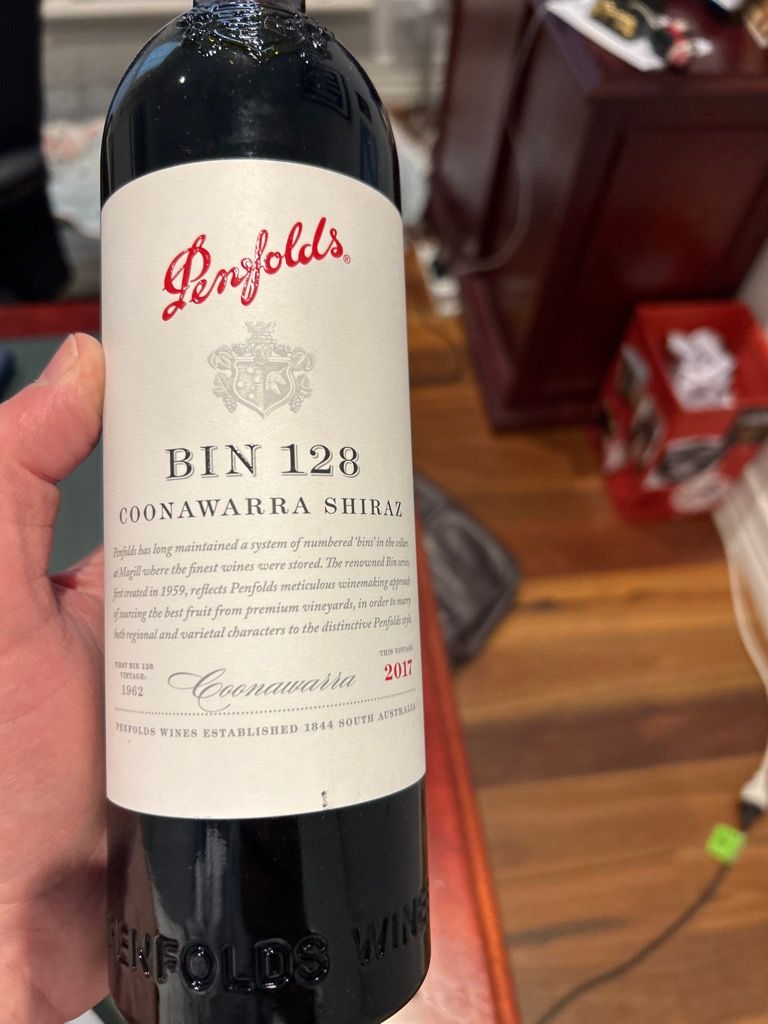 Penfolds®
BIN 128
COONAWARRA SHIRAZ
Penfolds has long maintained a system of numbered 'bins' in the cellars
at Magill where the finest wines were stored. The renowned Bin series,
first created in 1959, reflects Penfolds meticulous winemaking approach
of sourcing the best fruit from premium vineyards, in order to marry
both regional and varietal characters to the distinctive Penfolds style.
FIRST BIN 128
VINTAGE:
1962
Coonawarra
THIS VINTAGE
2017
PENFOLDS WINES ESTABLISHED 1844 SOUTH AUSTRALIA
PENFOLDS WINES